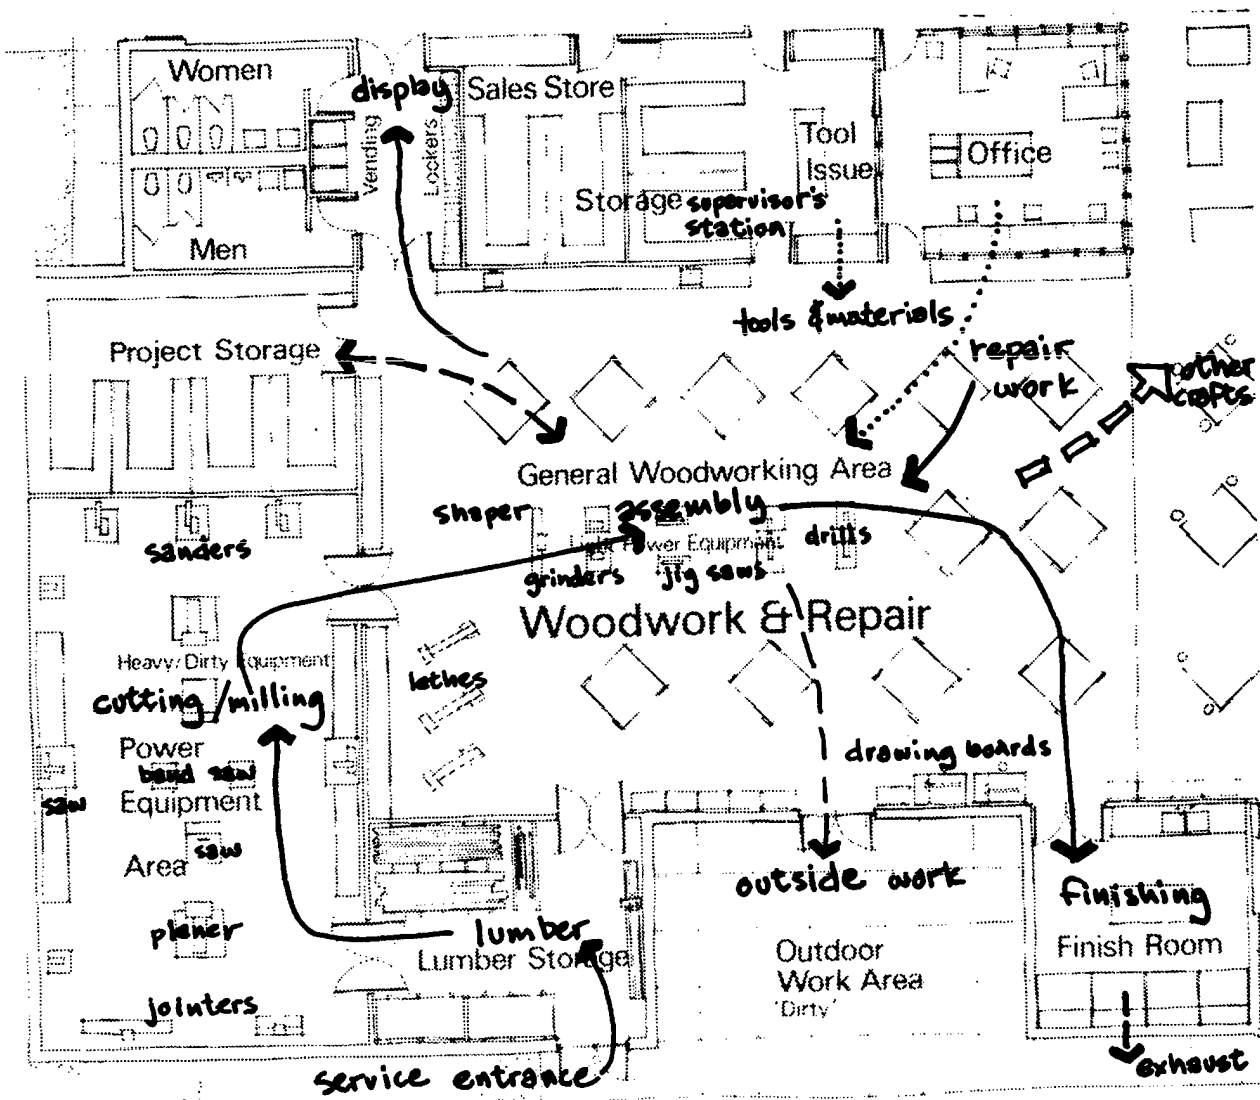 Women
display
Sales Store
Vending
Lockers
Tool
Issue
Office
Storage
supervisor's
station
Men
tools & materials
Project Storage
repair
work
other
crafts
General Woodworking Area
shaper
assembly
sanders
Power Equipment
drills
grinders
jig saws
Woodwork & Repair
Heavy/Dirty Equipment
lethes
cutting/milling
Power
band saw
saw
Equipment
drawing boards
saw
Area
outside work
finishing
planer
lumber
Lumber Storage
Outdoor
Work Area
'Dirty'
Finish Room
jointers
service entrance
exhaust